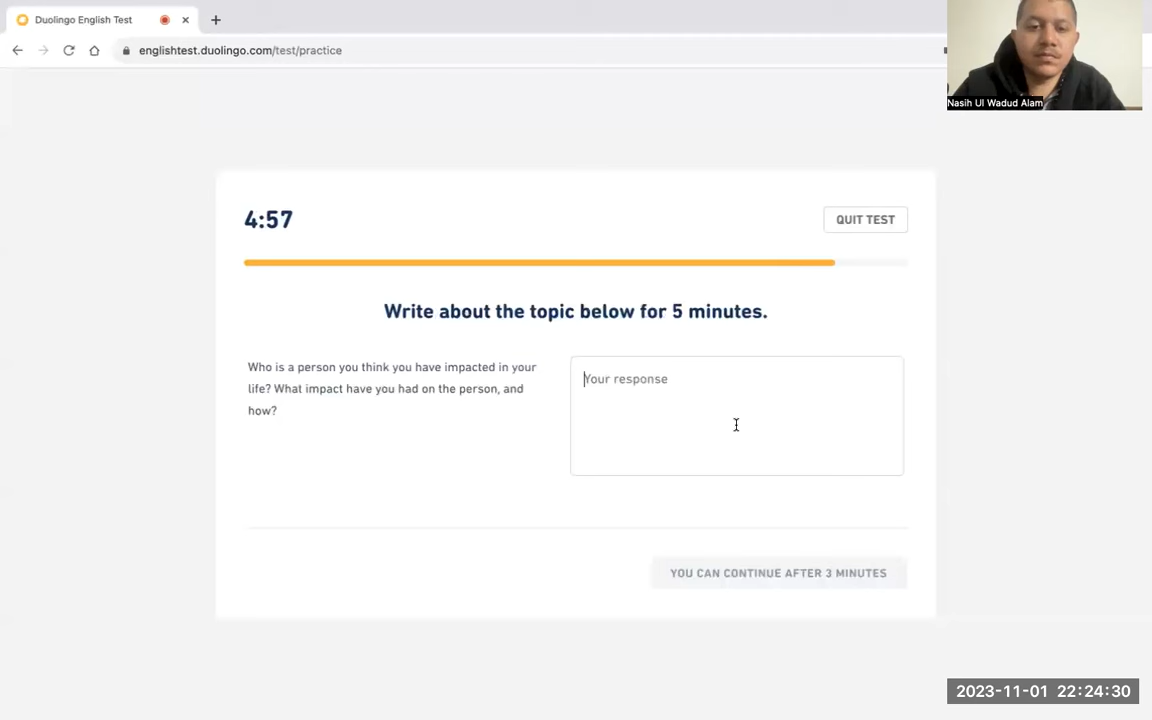 Duolingo English Test
englishtest.duolingo.com/test/practice
Nasih Ul Wadud Alam
4:57
QUIT TEST
Write about the topic below for 5 minutes.
Who is a person you think you have impacted in your
life? What impact have you had on the person, and
how?
Your response
YOU CAN CONTINUE AFTER 3 MINUTES
2023-11-01 22:24:30